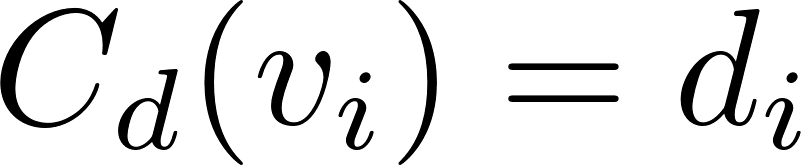 C_d(v_i) = d_i